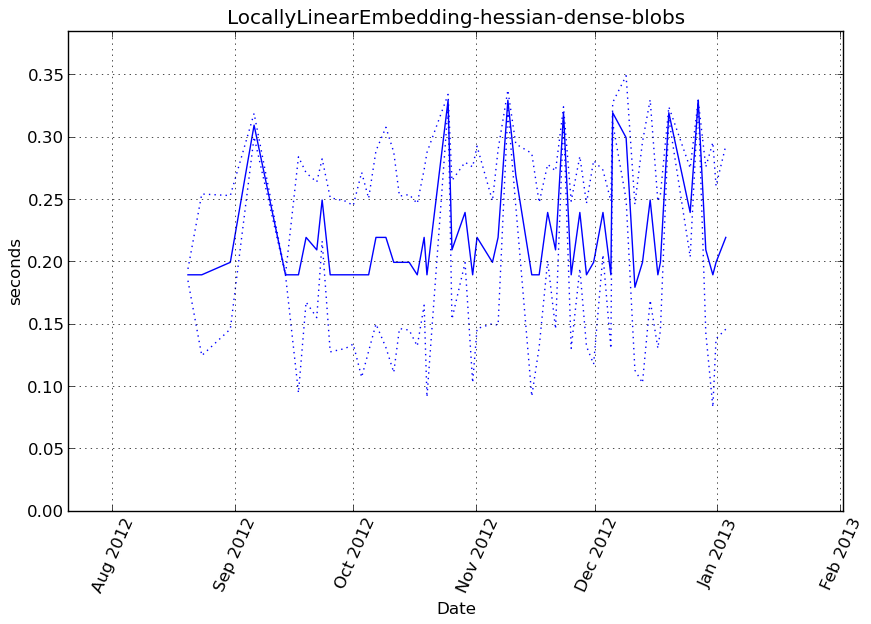 LocallyLinearEmbedding-hessian-dense-blobs
0.35
0.30
0.25
0.20
0.15
0.10
0.05
0.00
seconds
Aug 2012
Sep 2012
Oct 2012
Nov 2012
Dec 2012
Jan 2013
Feb 2013
Date